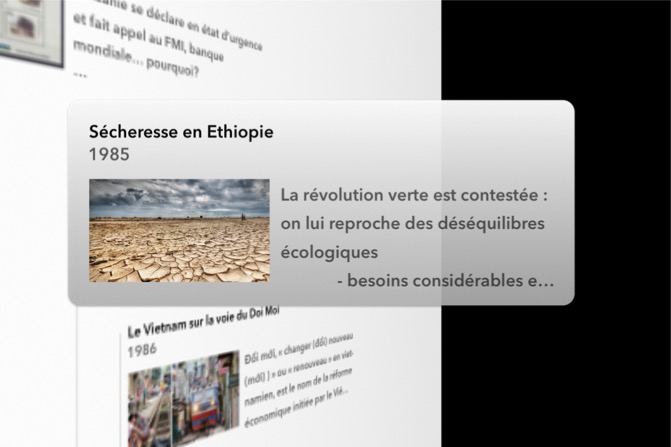 se déclare en état d'urgence
et fait appel au FMI, banque
mondiale... pourquoi?
...
Sécheresse en Ethiopie
1985
La révolution verte est contestée :
on lui reproche des déséquilibres
écologiques
- besoins considérables e...
Le Vietnam sur la voie du Doi Moi
1986
Đổi mới, « changer (đổi) nouveau
(mới) » ou « renouveau » en viet-
namien, est le nom de la réforme
économique initiée par le Vié...